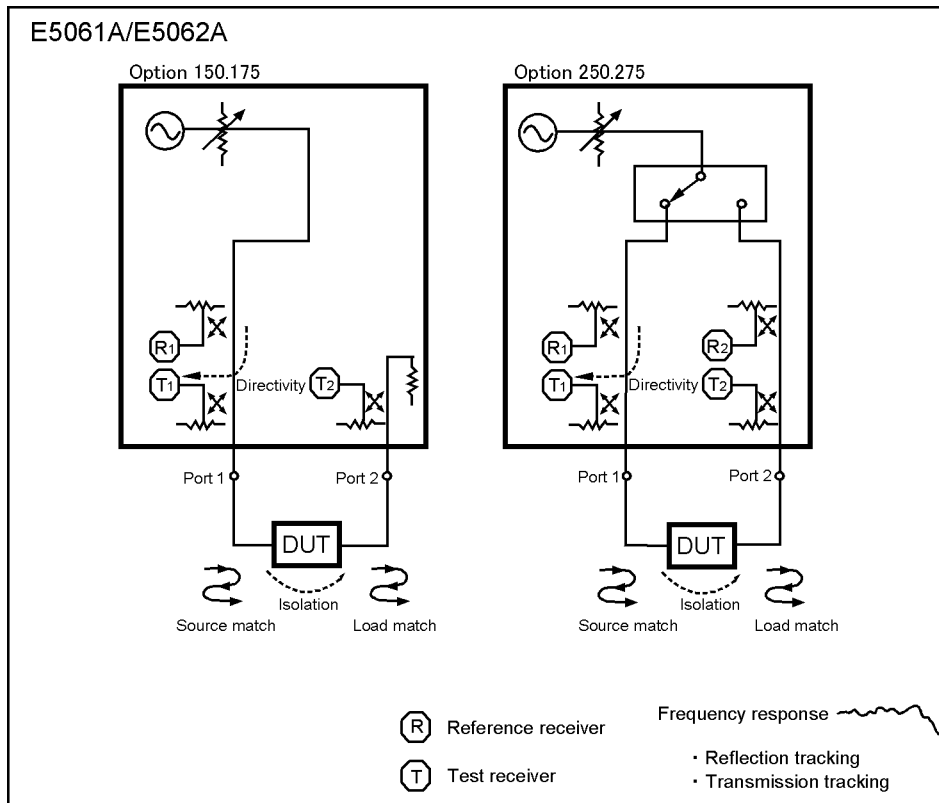 E5061A/E5062A
Option 150.175
R1
T1
Directivity
T2
Port 1
Port 2
DUT
Isolation
Source match
Load match
Option 250.275
R1
R2
T1
Directivity
T2
Port 1
Port 2
DUT
Isolation
Source match
Load match
R Reference receiver
T Test receiver
Frequency response
· Reflection tracking
· Transmission tracking